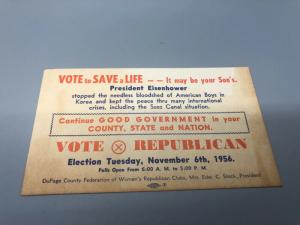 VOTE to SAVE a LIFE — — It may be your Son's.
President Eisenhower
stopped the needless bloodshed of American Boys in
Korea and kept the peace thru many international
crises, including the Suez Canal situation.
Continue GOOD GOVERNMENT in your
COUNTY, STATE and NATION.
VOTE REPUBLICAN
Election Tuesday, November 6th, 1956.
Polls Open From 6:00 A. M. to 5:00 P. M.
DuPage County Federation of Women's Republican Clubs, Mrs. Edw. C. Sieck, President